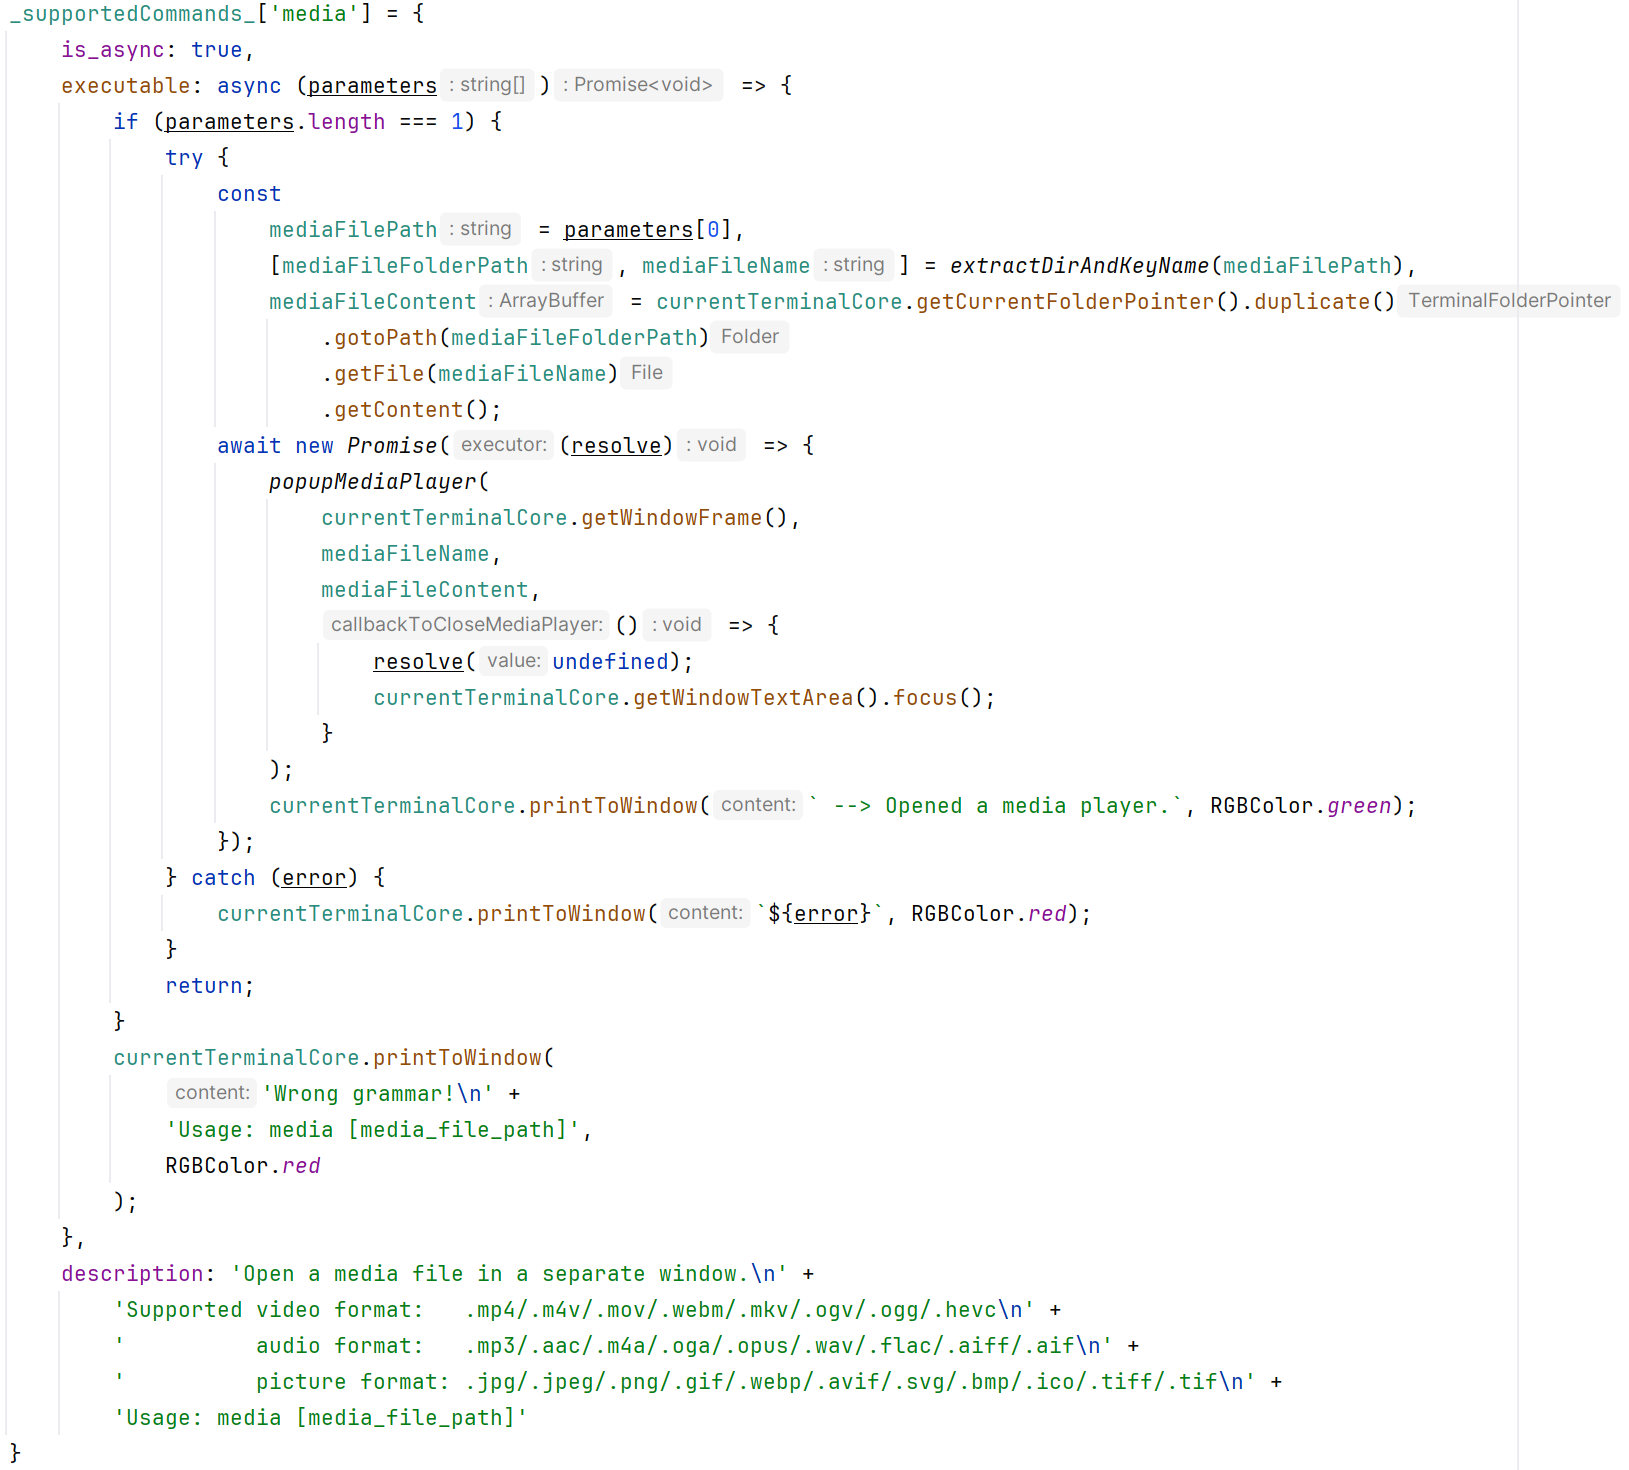 _supportedCommands_['media'] = {
    is_async: true,
    executable: async (parameters : string[] ) : Promise<void> => {
        if (parameters.length === 1) {
            try {
                const
                    mediaFilePath : string = parameters[0],
                    [mediaFileFolderPath : string , mediaFileName : string ] = extractDirAndKeyName(mediaFilePath),
                    mediaFileContent : ArrayBuffer = currentTerminalCore.getCurrentFolderPointer().duplicate() TerminalFolderPointer
                        .gotoPath(mediaFileFolderPath) Folder
                        .getFile(mediaFileName) File
                        .getContent();
                await new Promise( executor: (resolve) : void => {
                    popupMediaPlayer(
                        currentTerminalCore.getWindowFrame(),
                        mediaFileName,
                        mediaFileContent,
                        callbackToCloseMediaPlayer: () : void => {
                            resolve( value: undefined);
                            currentTerminalCore.getWindowTextArea().focus();
                        }
                    );
                    currentTerminalCore.printToWindow( content: ` --> Opened a media player.`, RGBColor.green);
                });
            } catch (error) {
                currentTerminalCore.printToWindow( content: `${error}`, RGBColor.red);
            }
            return;
        }
        currentTerminalCore.printToWindow(
            content: 'Wrong grammar!\n' +
            'Usage: media [media_file_path]',
            RGBColor.red
        );
    },
    description: 'Open a media file in a separate window.\n' +
        'Supported video format:   .mp4/.m4v/.mov/.webm/.mkv/.ogv/.ogg/.hevc\n' +
        '          audio format:   .mp3/.aac/.m4a/.oga/.opus/.wav/.flac/.aiff/.aif\n' +
        '          picture format: .jpg/.jpeg/.png/.gif/.webp/.avif/.svg/.bmp/.ico/.tiff/.tif\n' +
        'Usage: media [media_file_path]'
}